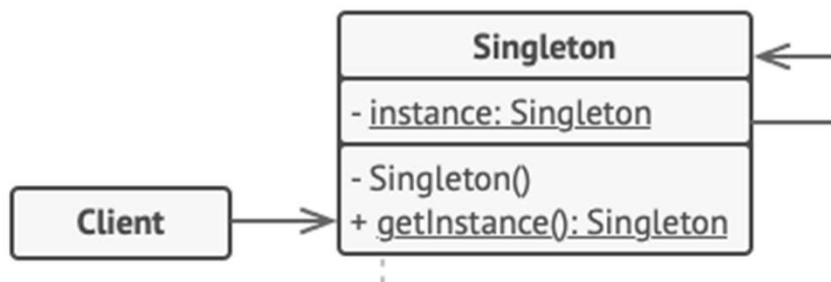 Singleton
- instance: Singleton
- Singleton()
+ getInstance(): Singleton
Client